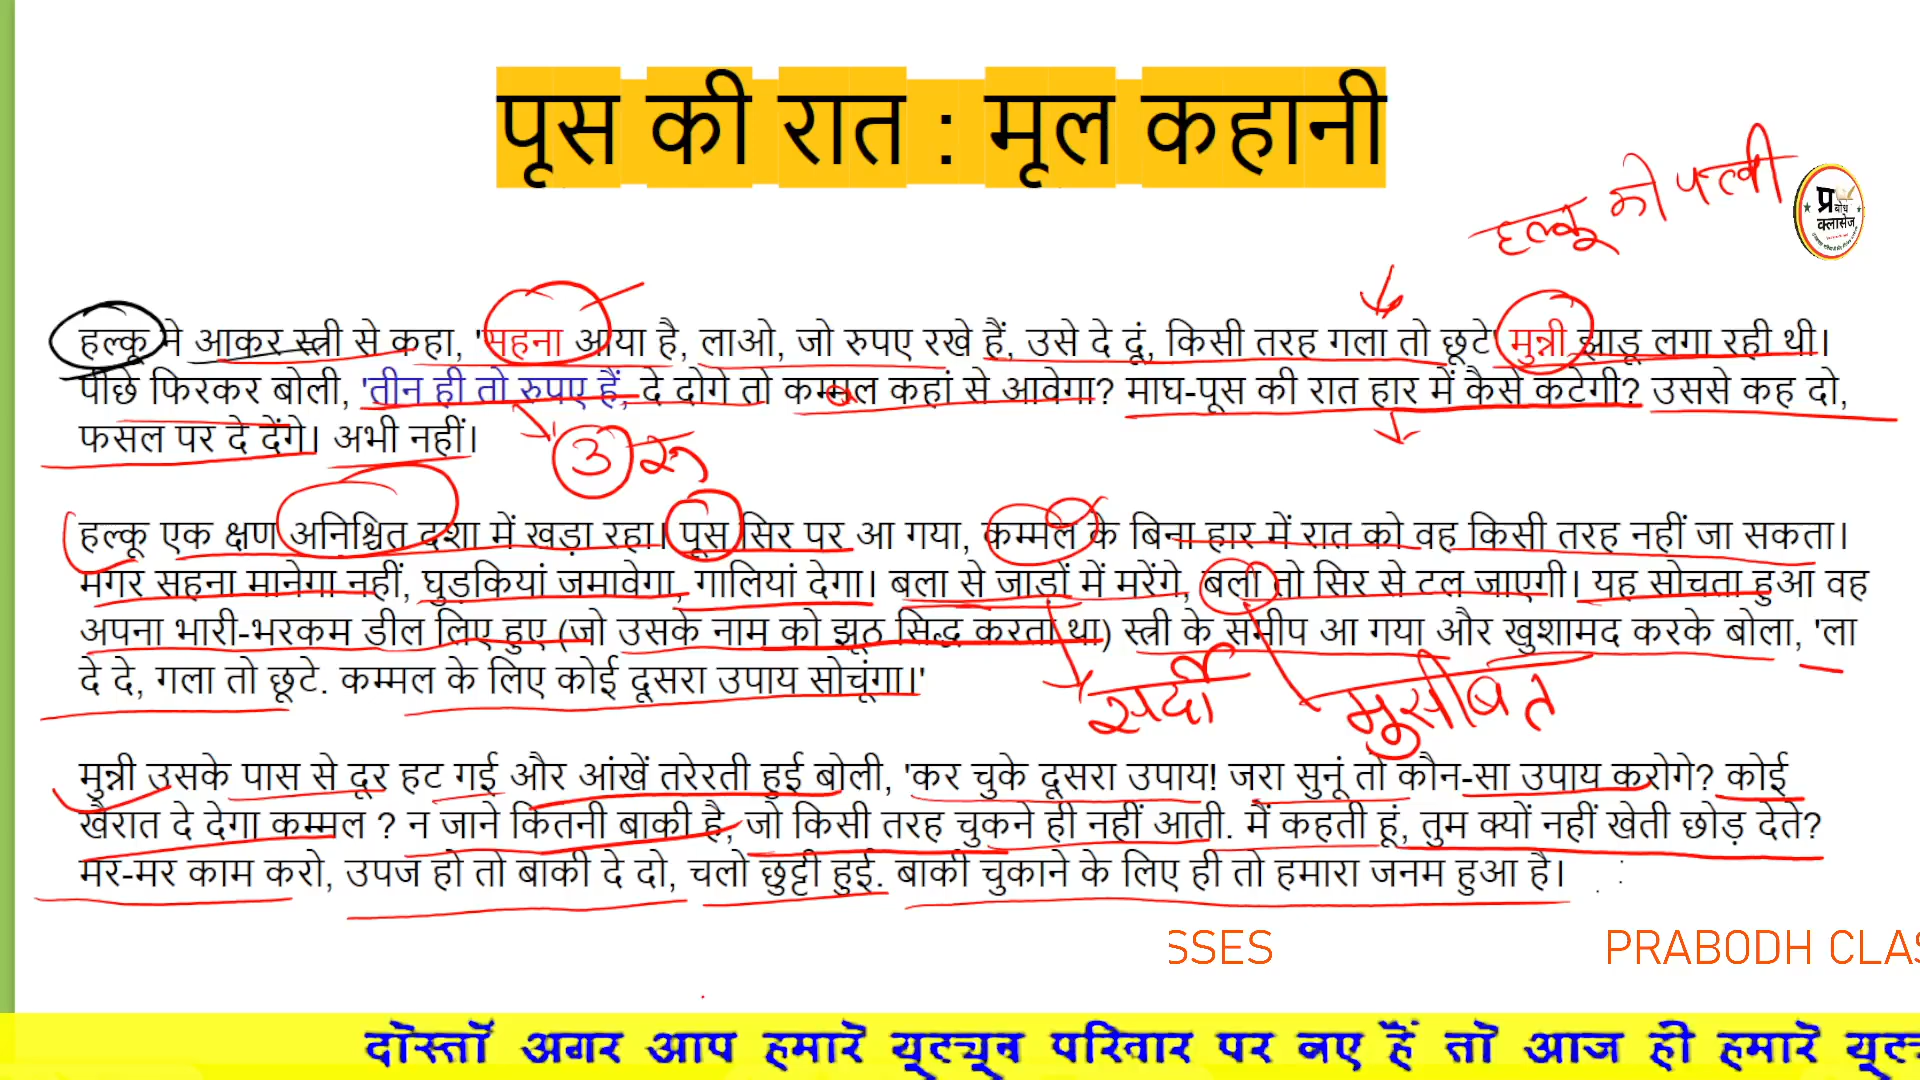 पूस की रात : मूल कहानी
हल्कू की पत्नी
प्र
बोध
क्लासेज
हल्कू ने आकर स्त्री से कहा, 'सहना आया है, लाओ, जो रुपए रखे हैं, उसे दे दूं, किसी तरह गला तो छूटे' मुन्नी झाडू लगा रही थी।
पीछे फिरकर बोली, 'तीन ही तो रुपए हैं, दे दोगे तो कम्मल कहां से आवेगा? माघ-पूस की रात हार में कैसे कटेगी? उससे कह दो,
फसल पर दे देंगे। अभी नहीं।
3 रु
हल्कू एक क्षण अनिश्चित दशा में खड़ा रहा। पूस सिर पर आ गया, कम्मल के बिना हार में रात को वह किसी तरह नहीं जा सकता।
मगर सहना मानेगा नहीं, घुड़कियां जमावेगा, गालियां देगा। बला से जाड़ों में मरेंगे, बला तो सिर से टल जाएगी। यह सोचता हुआ वह
अपना भारी-भरकम डील लिए हुए (जो उसके नाम को झूठ सिद्ध करता था) स्त्री के समीप आ गया और खुशामद करके बोला, 'ला
दे दे, गला तो छूटे. कम्मल के लिए कोई दूसरा उपाय सोचूंगा।'
सर्दी मुसीबत
मुन्नी उसके पास से दूर हट गई और आंखें तरेरती हुई बोली, 'कर चुके दूसरा उपाय! जरा सुनूं तो कौन-सा उपाय करोगे? कोई
खैरात दे देगा कम्मल ? न जाने कितनी बाकी है, जो किसी तरह चुकने ही नहीं आती. मैं कहती हूं, तुम क्यों नहीं खेती छोड़ देते?
मर-मर काम करो, उपज हो तो बाकी दे दो, चलो छुट्टी हुई. बाकी चुकाने के लिए ही तो हमारा जनम हुआ है।
SSES PRABODH CLAS
दोस्तों अगर आप हमारे यूट्यूब परिवार पर नए हैं तो आज ही हमारे यूट्यू